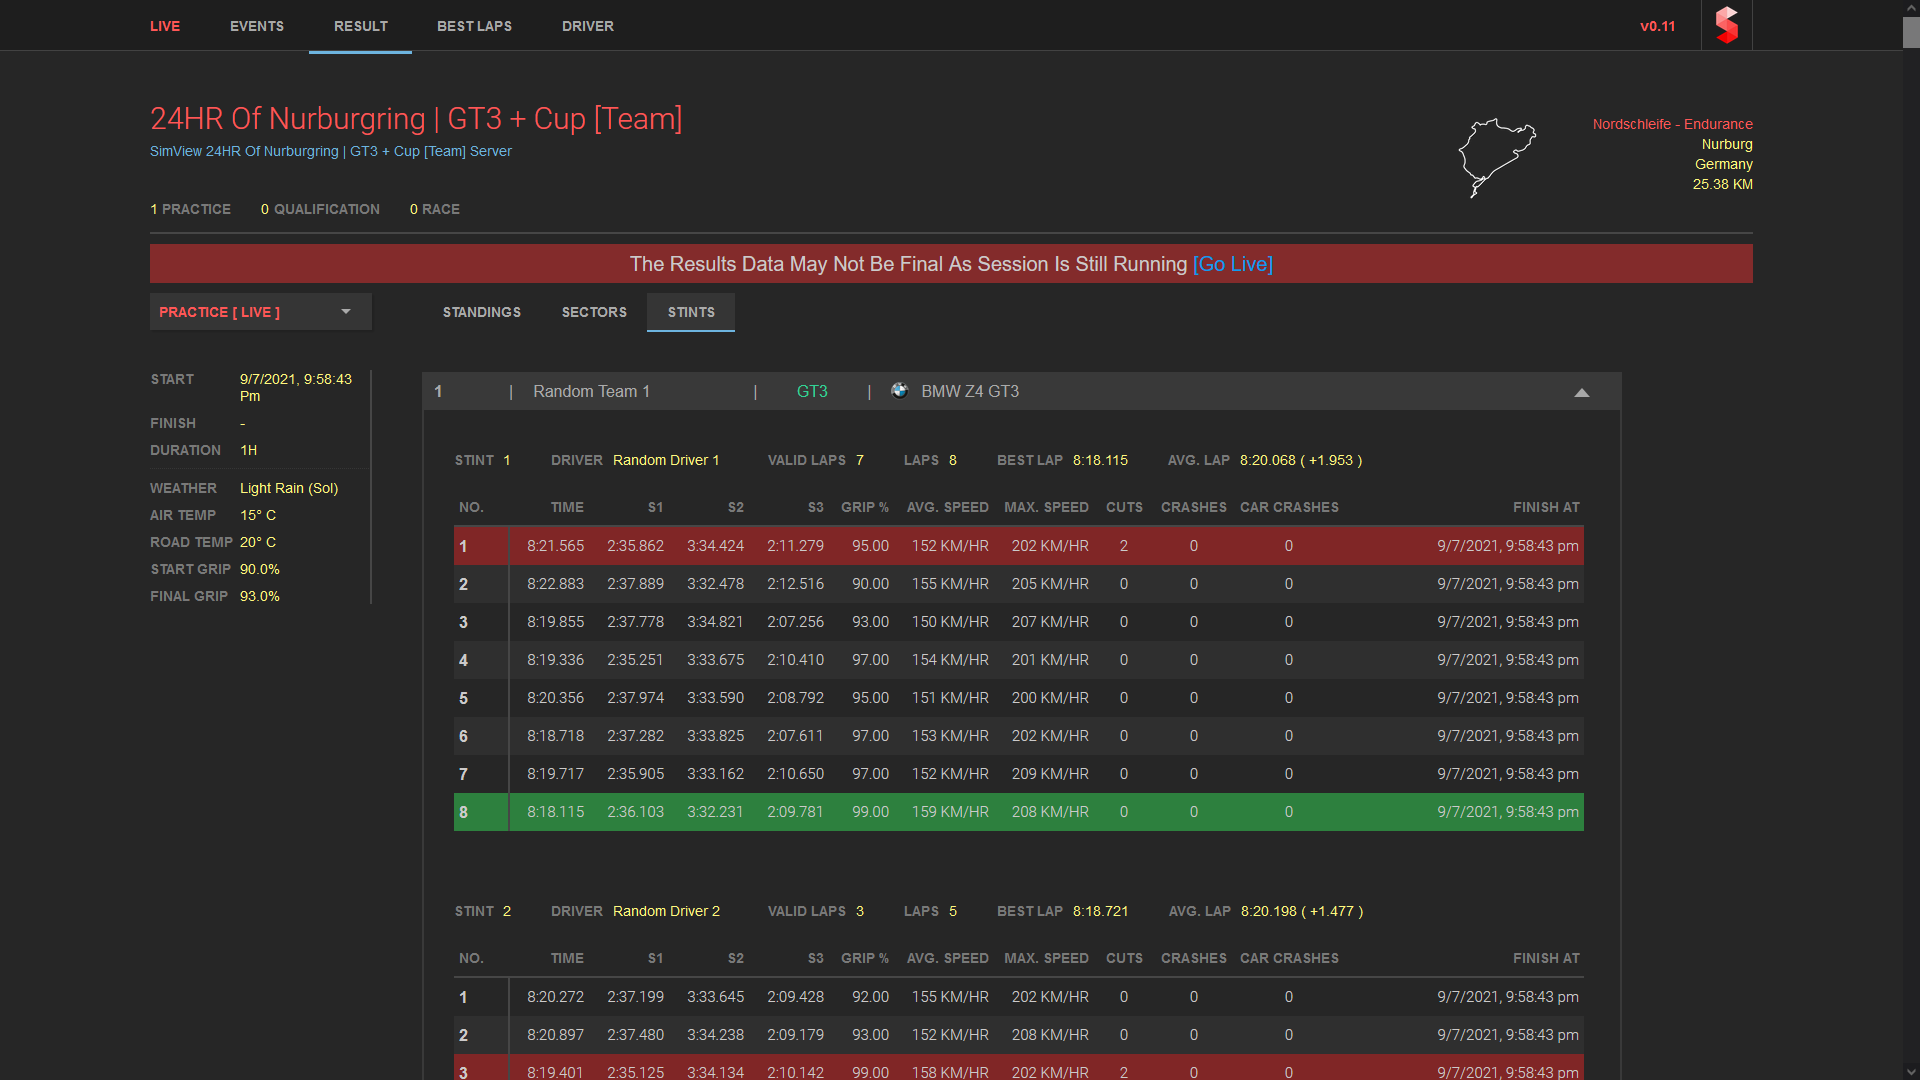 LIVE EVENTS RESULT BEST LAPS DRIVER v0.11
24HR Of Nurburgring | GT3 + Cup [Team]
SimView 24HR Of Nurburgring | GT3 + Cup [Team] Server
Nordschleife - Endurance
Nurburg
Germany
25.38 KM
1 PRACTICE 0 QUALIFICATION 0 RACE
The Results Data May Not Be Final As Session Is Still Running [Go Live]
PRACTICE [ LIVE ]
STANDINGS SECTORS STINTS
START 9/7/2021, 9:58:43
Pm
FINISH -
DURATION 1H
WEATHER Light Rain (Sol)
AIR TEMP 15° C
ROAD TEMP 20° C
START GRIP 90.0%
FINAL GRIP 93.0%
1 | Random Team 1 | GT3 | BMW Z4 GT3
STINT 1 DRIVER Random Driver 1 VALID LAPS 7 LAPS 8 BEST LAP 8:18.115 AVG. LAP 8:20.068 ( +1.953 )
NO. TIME S1 S2 S3 GRIP % AVG. SPEED MAX. SPEED CUTS CRASHES CAR CRASHES FINISH AT
1 8:21.565 2:35.862 3:34.424 2:11.279 95.00 152 KM/HR 202 KM/HR 2 0 0 9/7/2021, 9:58:43 pm
2 8:22.883 2:37.889 3:32.478 2:12.516 90.00 155 KM/HR 205 KM/HR 0 0 0 9/7/2021, 9:58:43 pm
3 8:19.855 2:37.778 3:34.821 2:07.256 93.00 150 KM/HR 207 KM/HR 0 0 0 9/7/2021, 9:58:43 pm
4 8:19.336 2:35.251 3:33.675 2:10.410 97.00 154 KM/HR 201 KM/HR 0 0 0 9/7/2021, 9:58:43 pm
5 8:20.356 2:37.974 3:33.590 2:08.792 95.00 151 KM/HR 200 KM/HR 0 0 0 9/7/2021, 9:58:43 pm
6 8:18.718 2:37.282 3:33.825 2:07.611 97.00 153 KM/HR 202 KM/HR 0 0 0 9/7/2021, 9:58:43 pm
7 8:19.717 2:35.905 3:33.162 2:10.650 97.00 152 KM/HR 209 KM/HR 0 0 0 9/7/2021, 9:58:43 pm
8 8:18.115 2:36.103 3:32.231 2:09.781 99.00 159 KM/HR 208 KM/HR 0 0 0 9/7/2021, 9:58:43 pm
STINT 2 DRIVER Random Driver 2 VALID LAPS 3 LAPS 5 BEST LAP 8:18.721 AVG. LAP 8:20.198 ( +1.477 )
NO. TIME S1 S2 S3 GRIP % AVG. SPEED MAX. SPEED CUTS CRASHES CAR CRASHES FINISH AT
1 8:20.272 2:37.199 3:33.645 2:09.428 92.00 155 KM/HR 202 KM/HR 0 0 0 9/7/2021, 9:58:43 pm
2 8:20.897 2:37.480 3:34.238 2:09.179 93.00 152 KM/HR 208 KM/HR 0 0 0 9/7/2021, 9:58:43 pm
3 8:19.401 2:35.125 3:34.134 2:10.142 99.00 158 KM/HR 202 KM/HR 2 0 0 9/7/2021, 9:58:43 pm